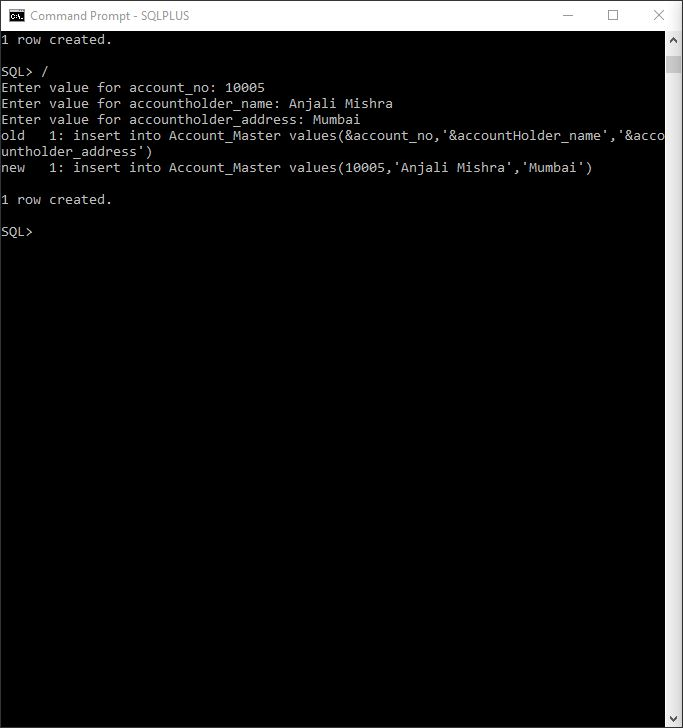 Command Prompt - SQLPLUS
1 row created.
SQL> /
Enter value for account_no: 10005
Enter value for accountholder_name: Anjali Mishra
Enter value for accountholder_address: Mumbai
old   1: insert into Account_Master values(&account_no,'&accountHolder_name','&acco
untholder_address')
new   1: insert into Account_Master values(10005,'Anjali Mishra','Mumbai')
1 row created.
SQL>